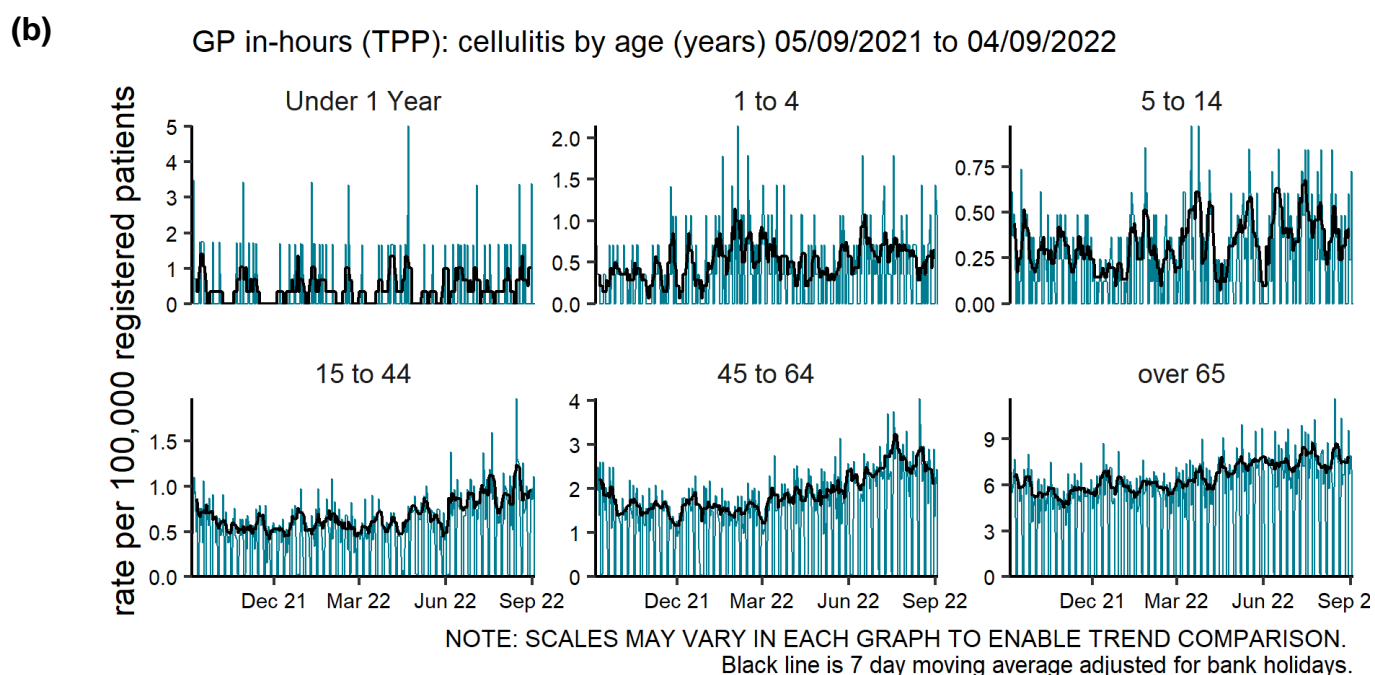 (b)
GP in-hours (TPP): cellulitis by age (years) 05/09/2021 to 04/09/2022
rate per 100,000 registered patients
Under 1 Year
5
4
3
2
1
0
1 to 4
2.0
1.5
1.0
0.5
0.0
5 to 14
0.75
0.50
0.25
0.00
15 to 44
1.5
1.0
0.5
0.0
Dec 21 Mar 22 Jun 22 Sep 22
45 to 64
4
3
2
1
0
Dec 21 Mar 22 Jun 22 Sep 22
over 65
9
6
3
0
Dec 21 Mar 22 Jun 22 Sep 2
NOTE: SCALES MAY VARY IN EACH GRAPH TO ENABLE TREND COMPARISON.
Black line is 7 day moving average adjusted for bank holidays.